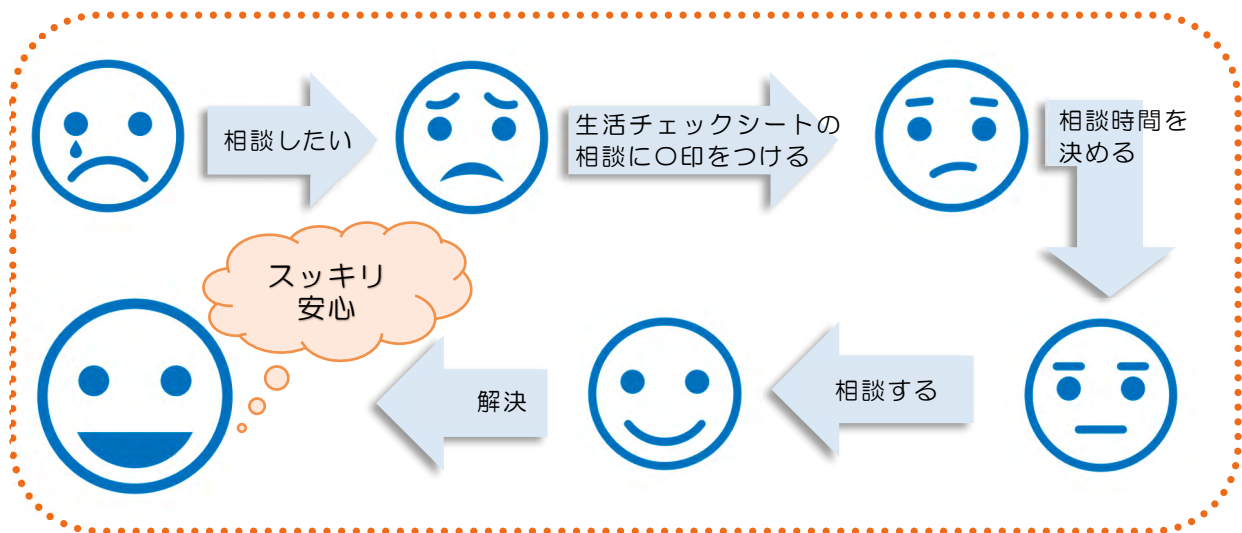 相談したい
生活チェックシートの
相談に〇印をつける
相談時間を
決める
相談する
解決
スッキリ
安心